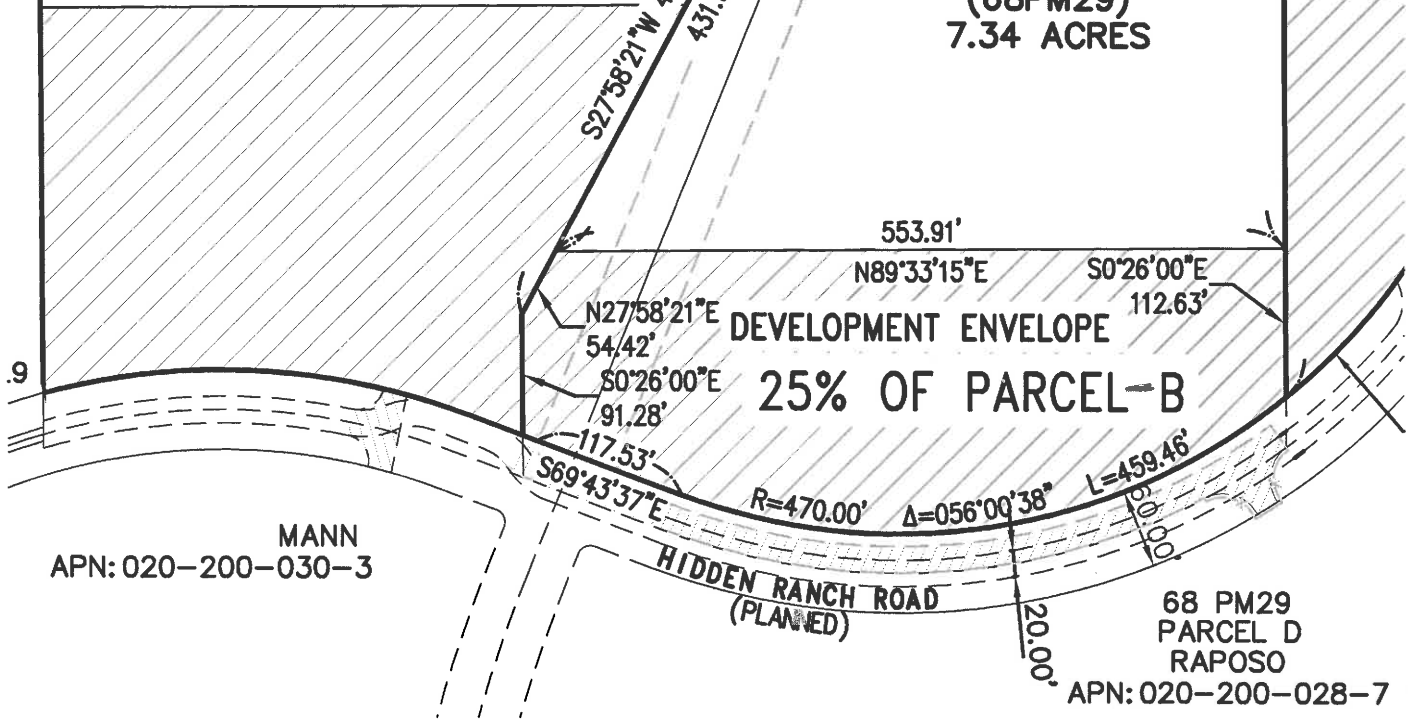 (68PM29)
7.34 ACRES
S27°58'21"W
431.
553.91'
N89°33'15"E
S0°26'00"E
112.63'
N27°58'21"E
54.42'
DEVELOPMENT ENVELOPE
25% OF PARCEL-B
S0°26'00"E
91.28'
.9
117.53'
S69°43'37"E
R=470.00'
Δ=056°00'38"
L=459.46'
60.00'
HIDDEN RANCH ROAD
(PLANNED)
20.00'
MANN
APN: 020-200-030-3
68 PM29
PARCEL D
RAPOSO
APN: 020-200-028-7